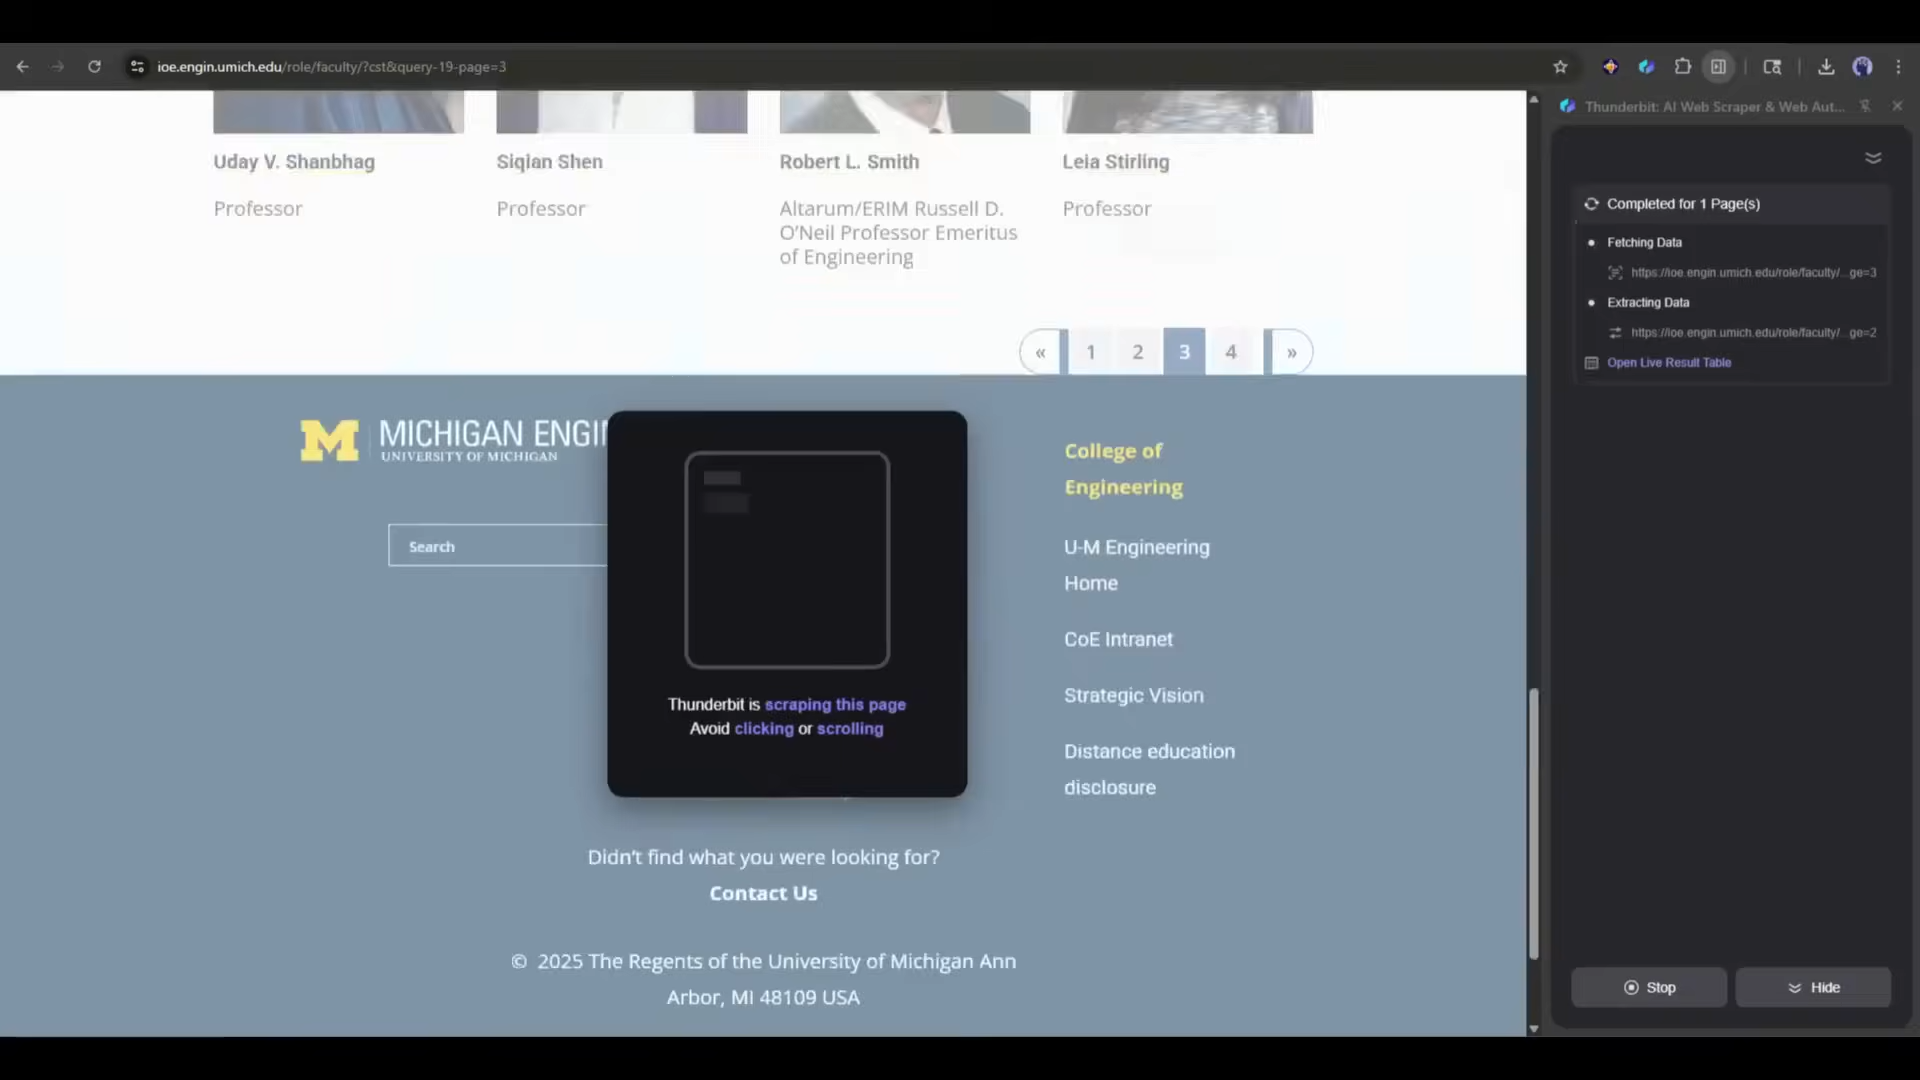 ioe.engin.umich.edu/role/faculty/?cst&query-19-page=3
Thunderbit: AI Web Scraper & Web Aut...
Uday V. Shanbhag
Siqian Shen
Robert L. Smith
Leia Stirling
Professor
Professor
Altarum/ERIM Russell D.
O’Neil Professor Emeritus
of Engineering
Professor
« 1 2 3 4 »
MICHIGAN ENGI
UNIVERSITY OF MICHIGAN
Search
Thunderbit is scraping this page
Avoid clicking or scrolling
College of
Engineering
U-M Engineering
Home
CoE Intranet
Strategic Vision
Distance education
disclosure
Didn’t find what you were looking for?
Contact Us
© 2025 The Regents of the University of Michigan Ann
Arbor, MI 48109 USA
Completed for 1 Page(s)
Fetching Data
https://ioe.engin.umich.edu/role/faculty/...ge=3
Extracting Data
https://ioe.engin.umich.edu/role/faculty/...ge=2
Open Live Result Table
Stop
Hide